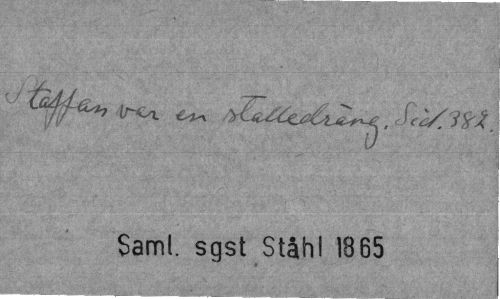 Staffan var en stalledräng. Sid. 382.
Saml. sgst Ståhl 1865